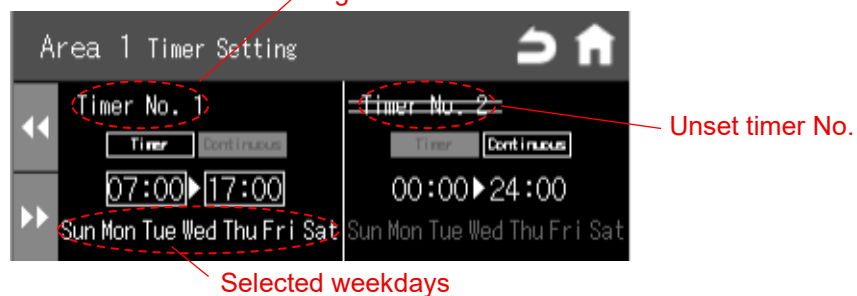 Area 1 Timer Setting
Timer No. 1
Timer No. 2
Unset timer No.
Timer Continuous
Timer Continuous
07:00▶17:00
00:00▶24:00
Sun Mon Tue Wed Thu Fri Sat
Sun Mon Tue Wed Thu Fri Sat
Selected weekdays